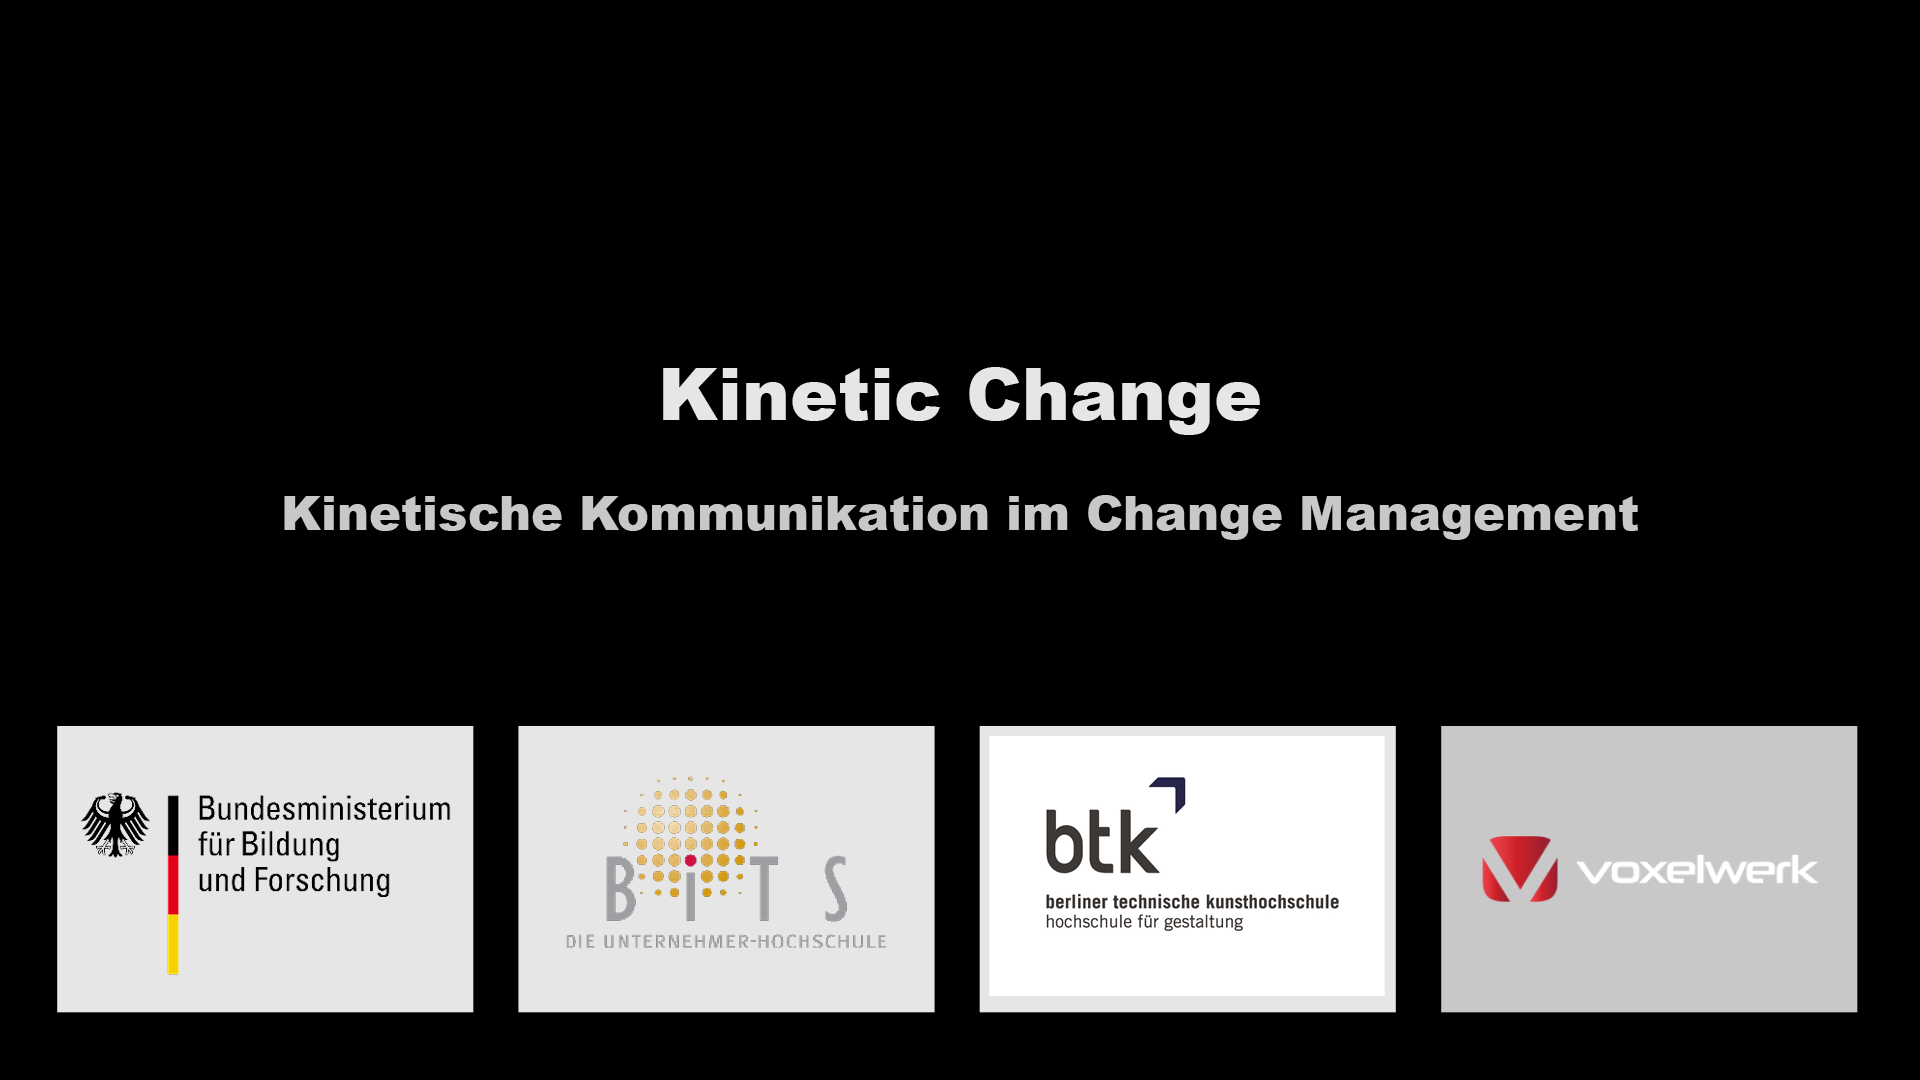 Kinetic Change
Kinetische Kommunikation im Change Management
Bundesministerium
für Bildung
und Forschung
BiTS
DIE UNTERNEHMER-HOCHSCHULE
btk
berliner technische kunsthochschule
hochschule für gestaltung
voxelwerk